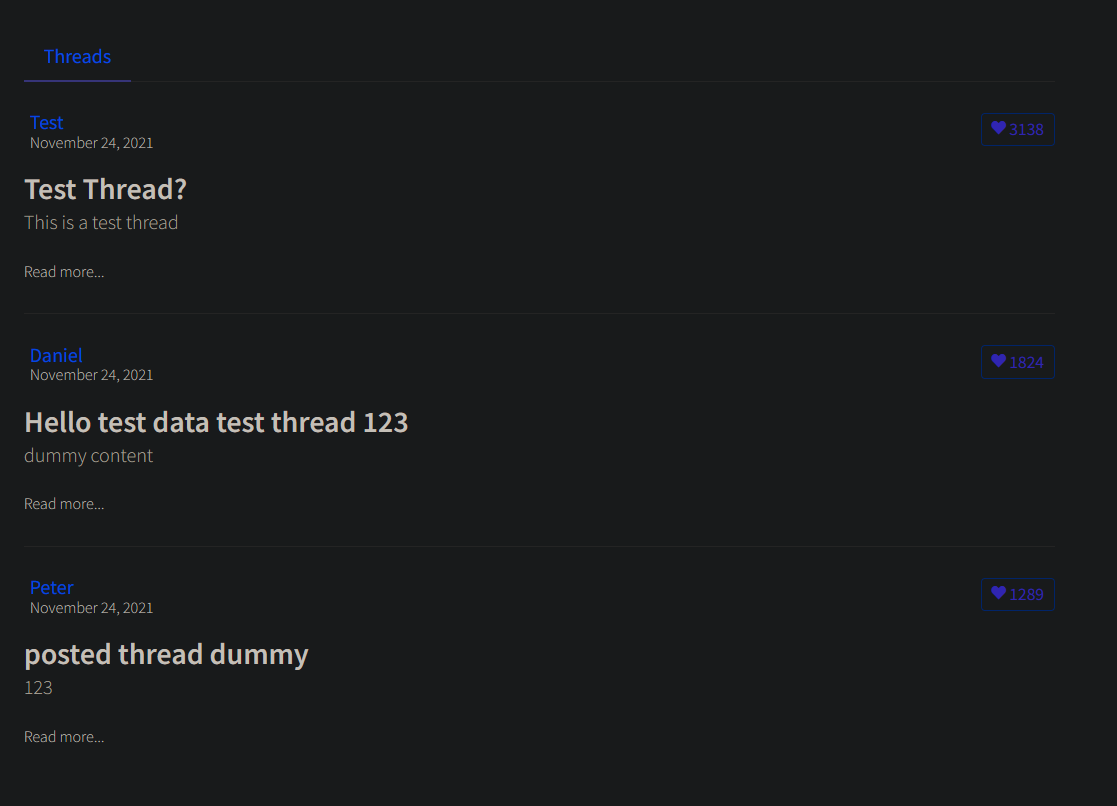 Threads
Test
November 24, 2021
3138
Test Thread?
This is a test thread
Read more...
Daniel
November 24, 2021
1824
Hello test data test thread 123
dummy content
Read more...
Peter
November 24, 2021
1289
posted thread dummy
123
Read more...